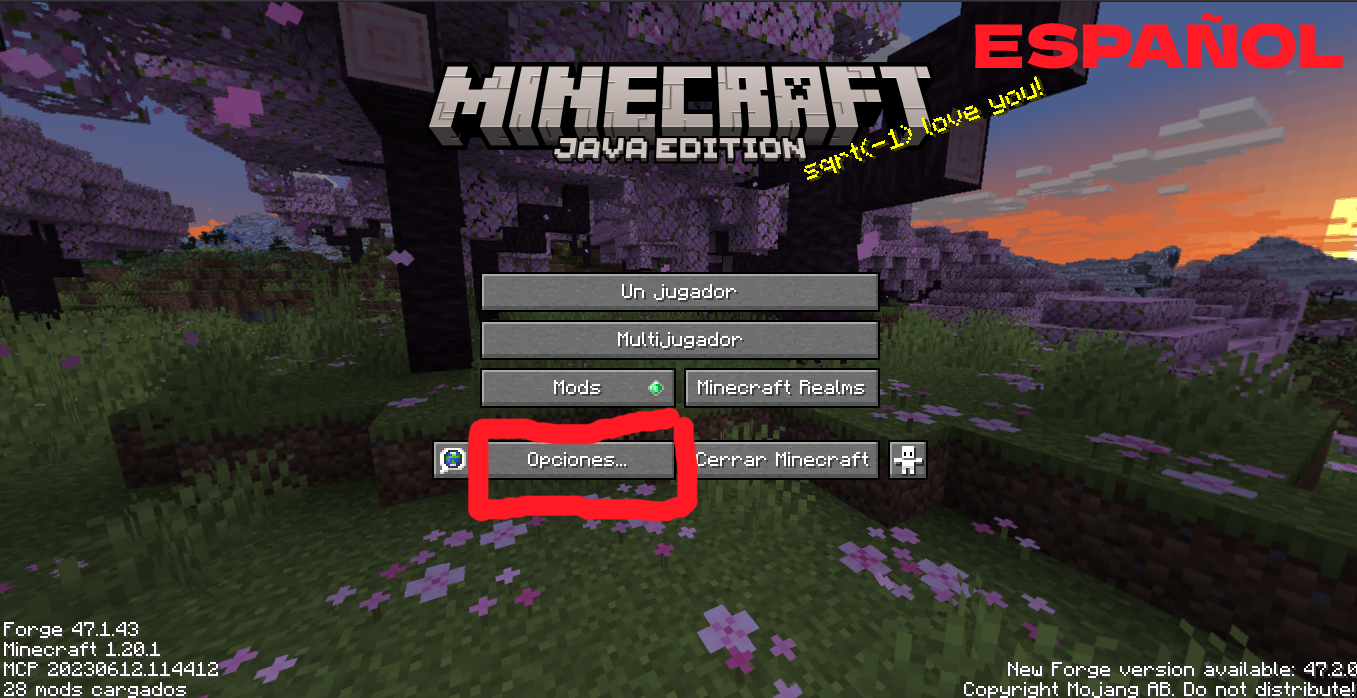 ESPAÑOL
MINECRAFT
JAVA EDITION
sqrt(-1) love you!
Un jugador
Multijugador
Mods
Minecraft Realms
Opciones...
Cerrar Minecraft
Forge 47.1.43
Minecraft 1.20.1
MCP 20230612.114412
28 mods cargados
New Forge version available: 47.2.0
Copyright Mojang AB. Do not distribute!